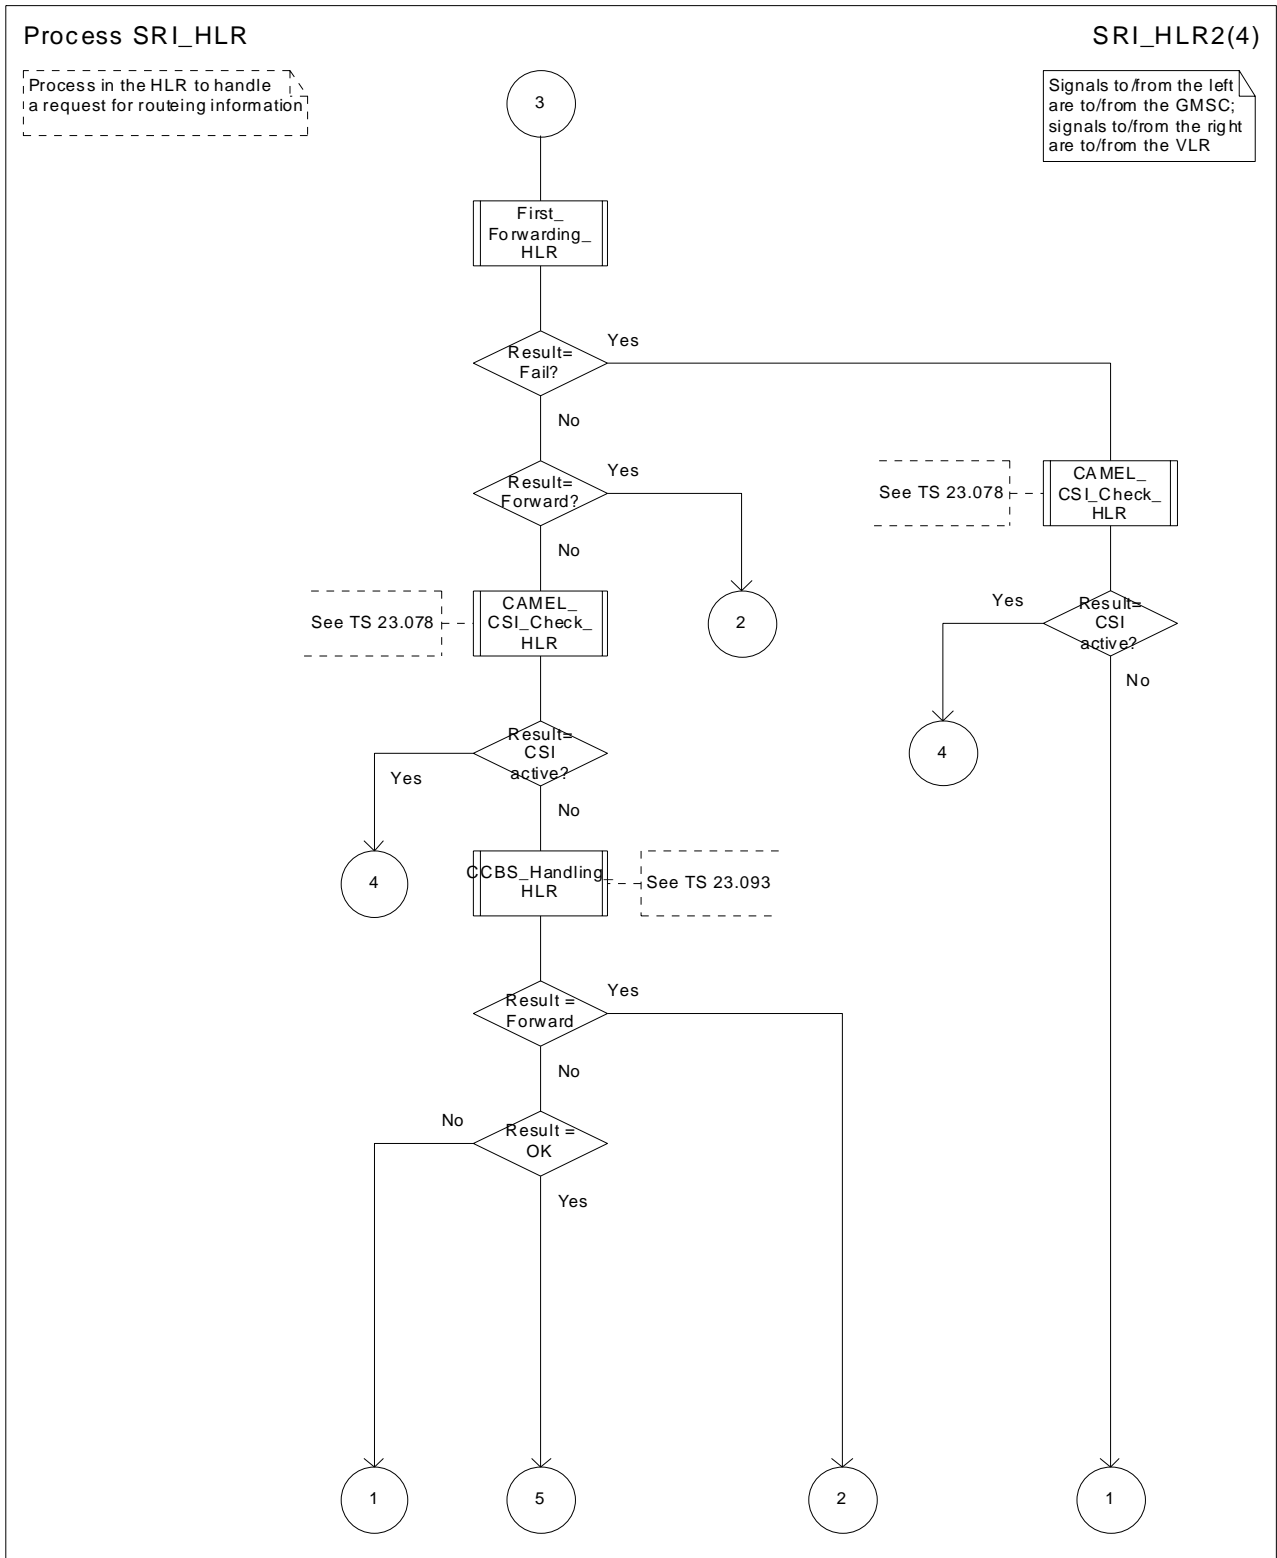 Process SRI_HLR
SRI_HLR2(4)
Process in the HLR to handle
a request for routeing information
3
Signals to/from the left
are to/from the GMSC;
signals to/from the right
are to/from the VLR
First_
Forwarding_
HLR
Result=
Fail?
Yes
No
Result=
Forward?
Yes
No
See TS 23.078
CAMEL_
CSI_Check_
HLR
See TS 23.078
CAMEL_
CSI_Check_
HLR
2
Yes
Result=
CSI
active?
No
Result=
CSI
active?
Yes
No
4
4
CCBS_Handling_
HLR
See TS 23.093
Result =
Forward
Yes
No
No
Result =
OK
Yes
1
5
2
1